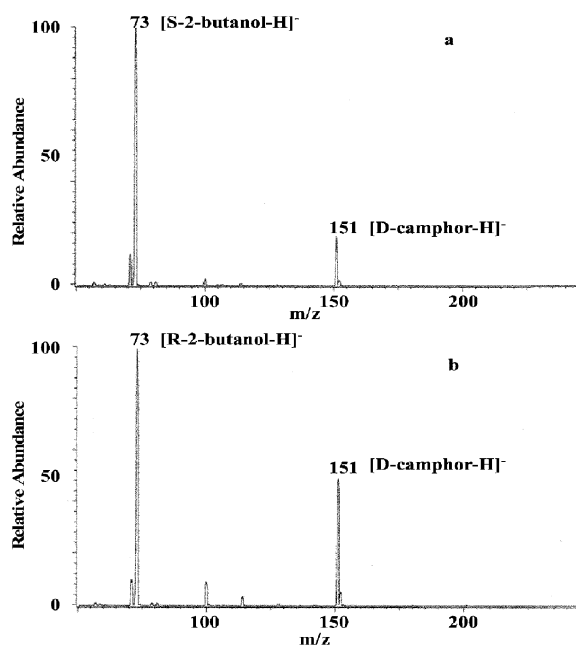 73 [S-2-butanol-H]-
a
100
50
0
Relative Abundance
151 [D-camphor-H]-
100 150 200
m/z
73 [R-2-butanol-H]-
b
100
50
0
Relative Abundance
151 [D-camphor-H]-
100 150 200
m/z